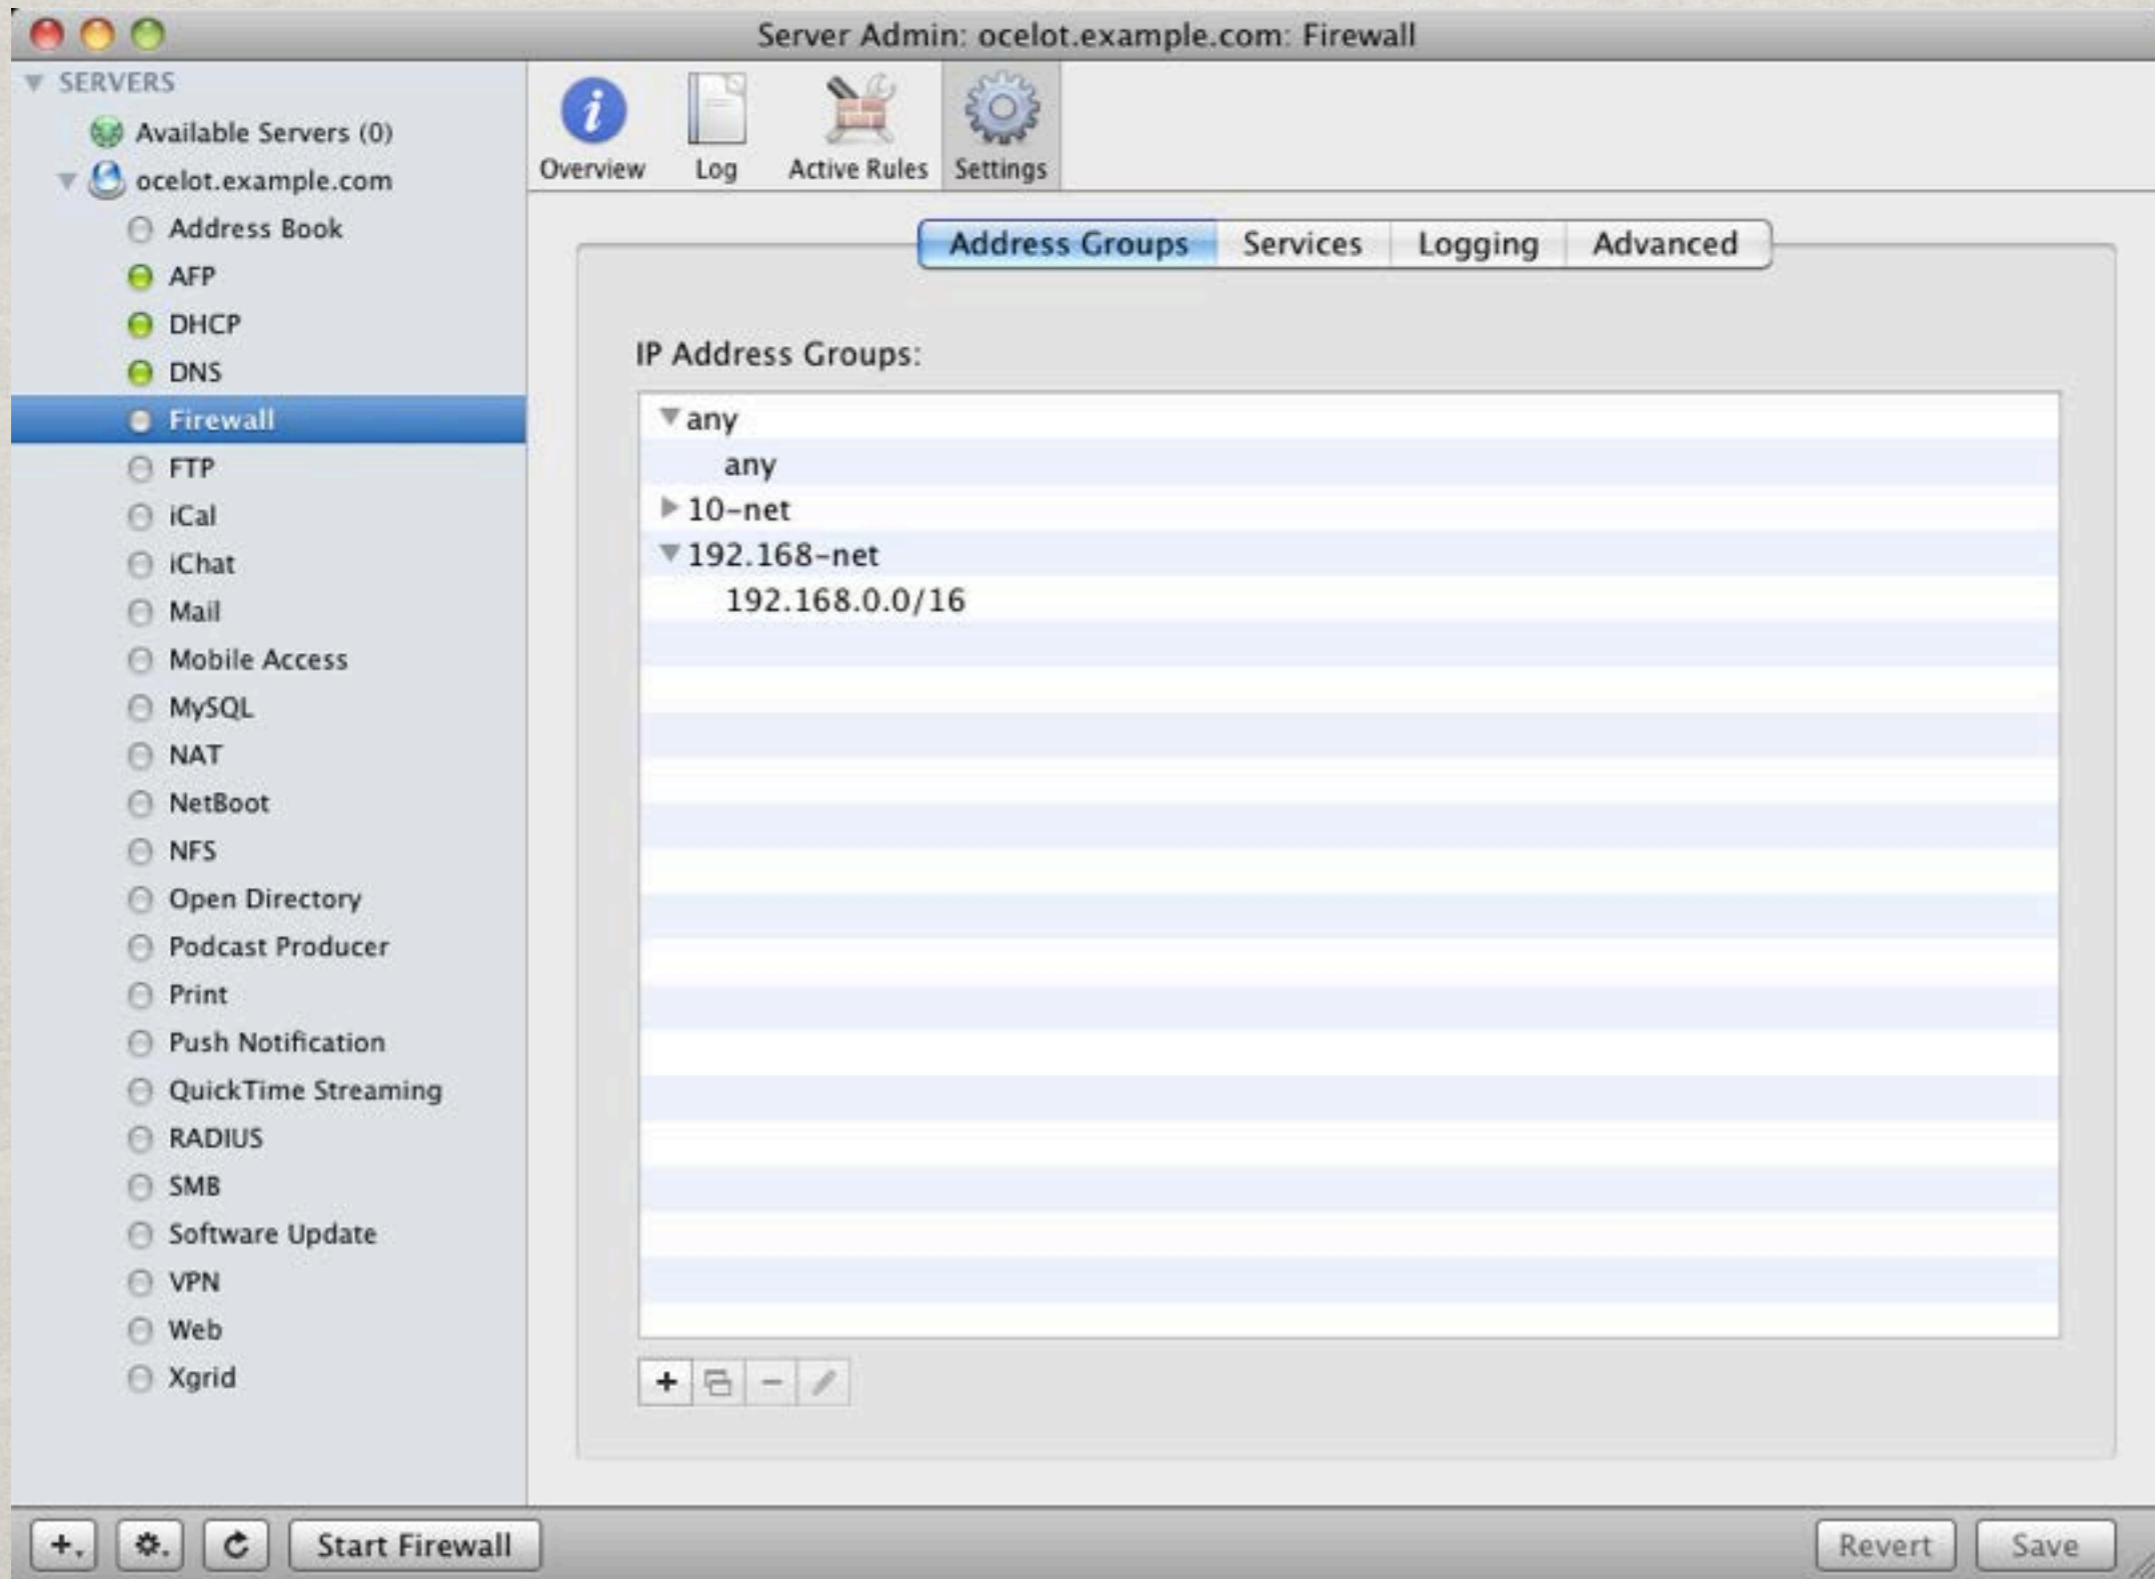 Server Admin: ocelot.example.com: Firewall
SERVERS
Available Servers (0)
ocelot.example.com
Address Book
AFP
DHCP
DNS
Firewall
FTP
iCal
iChat
Mail
Mobile Access
MySQL
NAT
NetBoot
NFS
Open Directory
Podcast Producer
Print
Push Notification
QuickTime Streaming
RADIUS
SMB
Software Update
VPN
Web
Xgrid
Overview Log Active Rules Settings
Address Groups Services Logging Advanced
IP Address Groups:
any
any
10-net
192.168-net
192.168.0.0/16
Start Firewall Revert Save